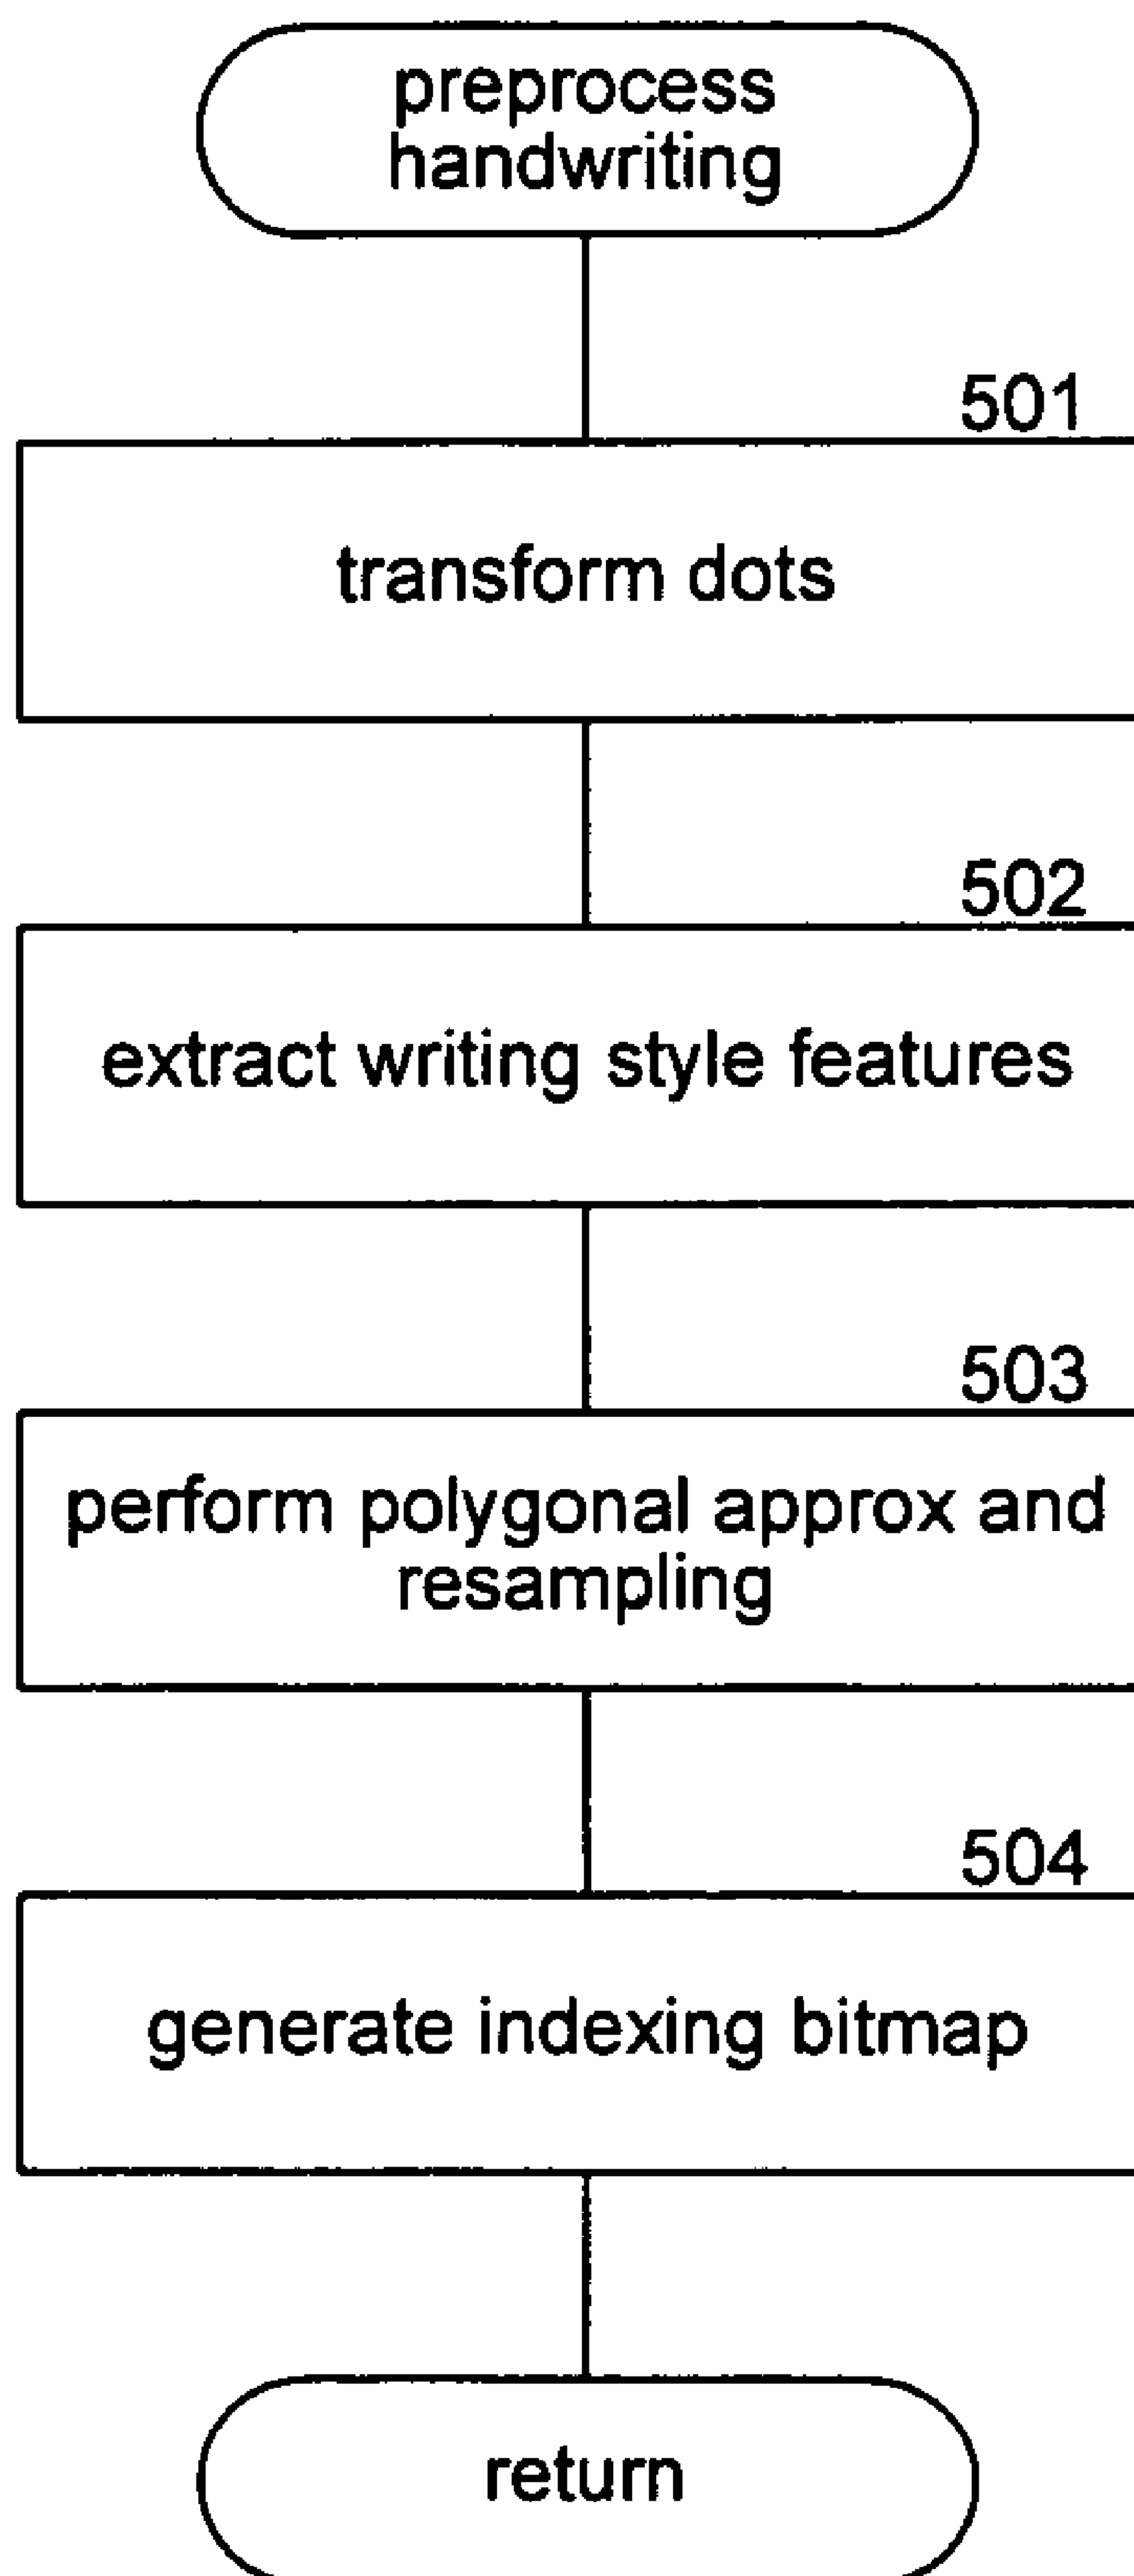 preprocess
handwriting
501
transform dots
502
extract writing style features
503
perform polygonal approx and
resampling
504
generate indexing bitmap
return